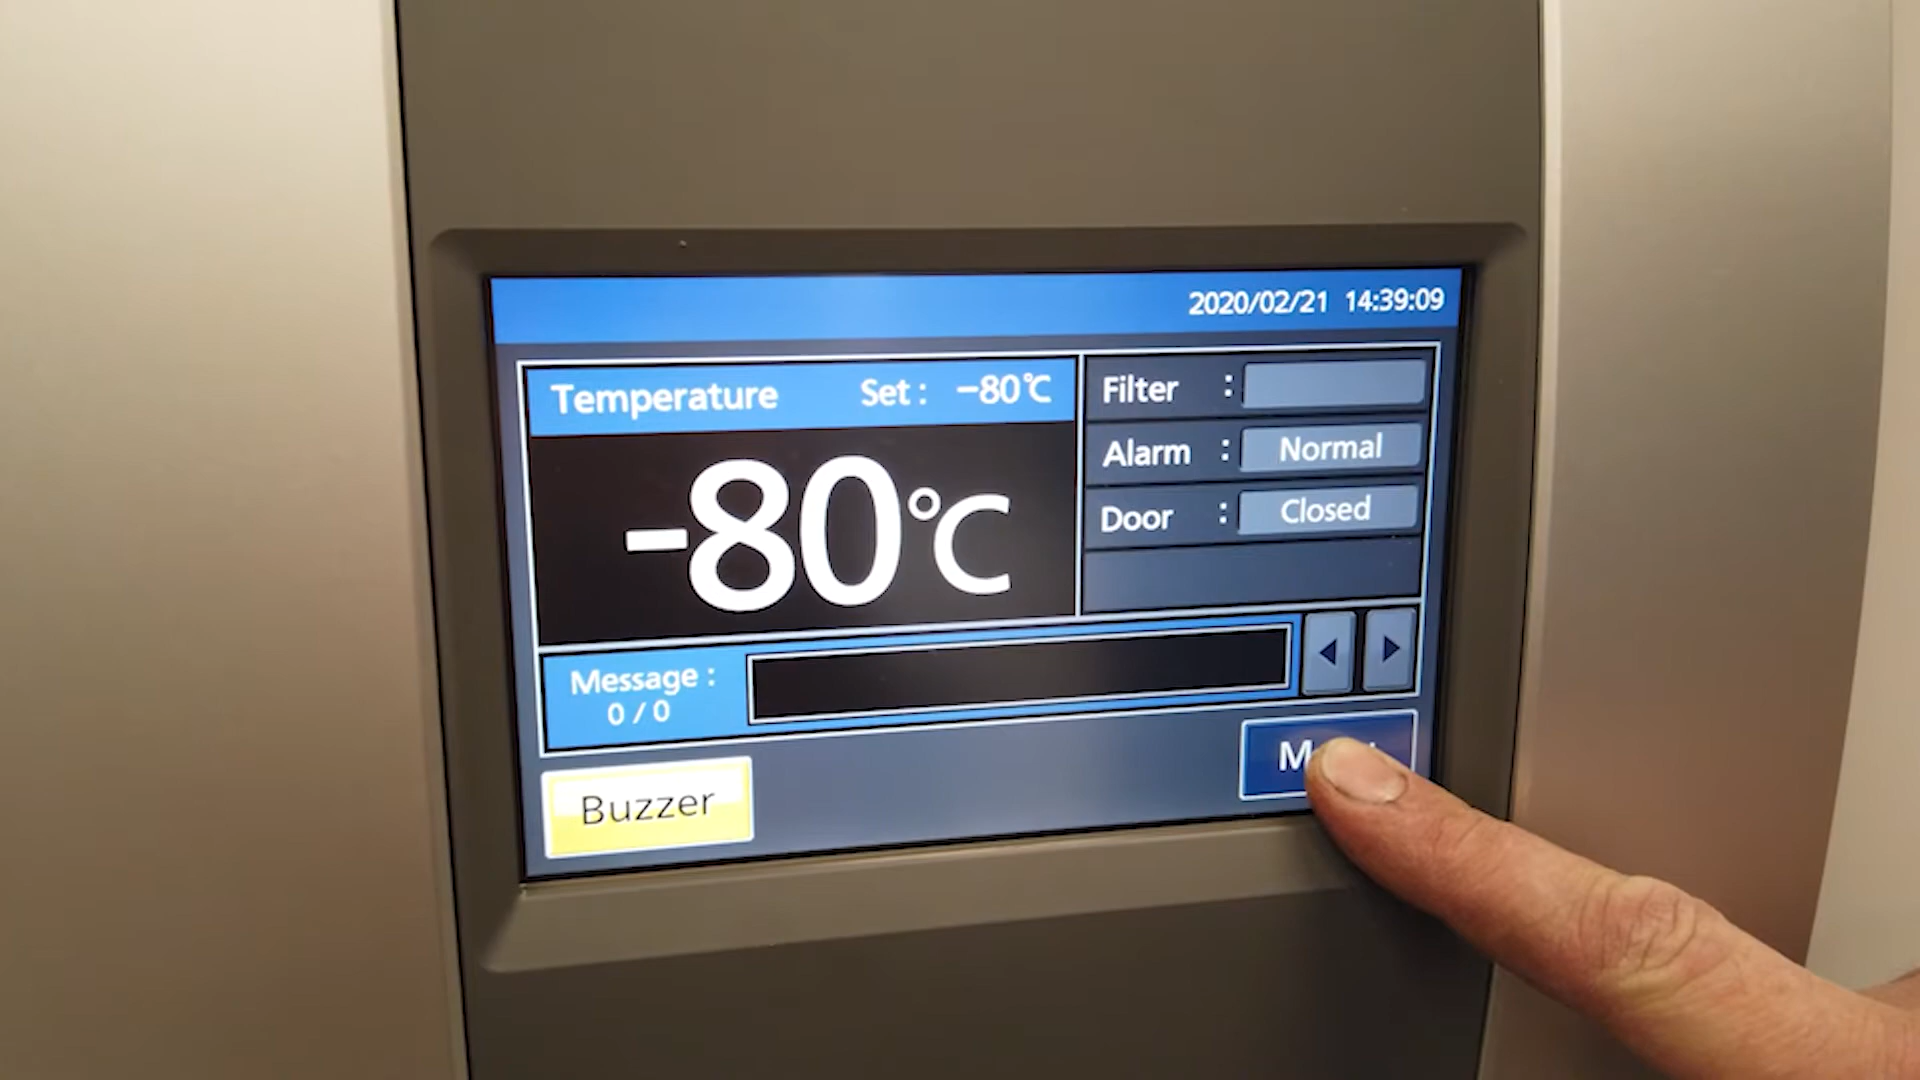 2020/02/21 14:39:09
Temperature Set : -80℃
-80℃
Filter :
Alarm : Normal
Door : Closed
Message :
0 / 0
Buzzer